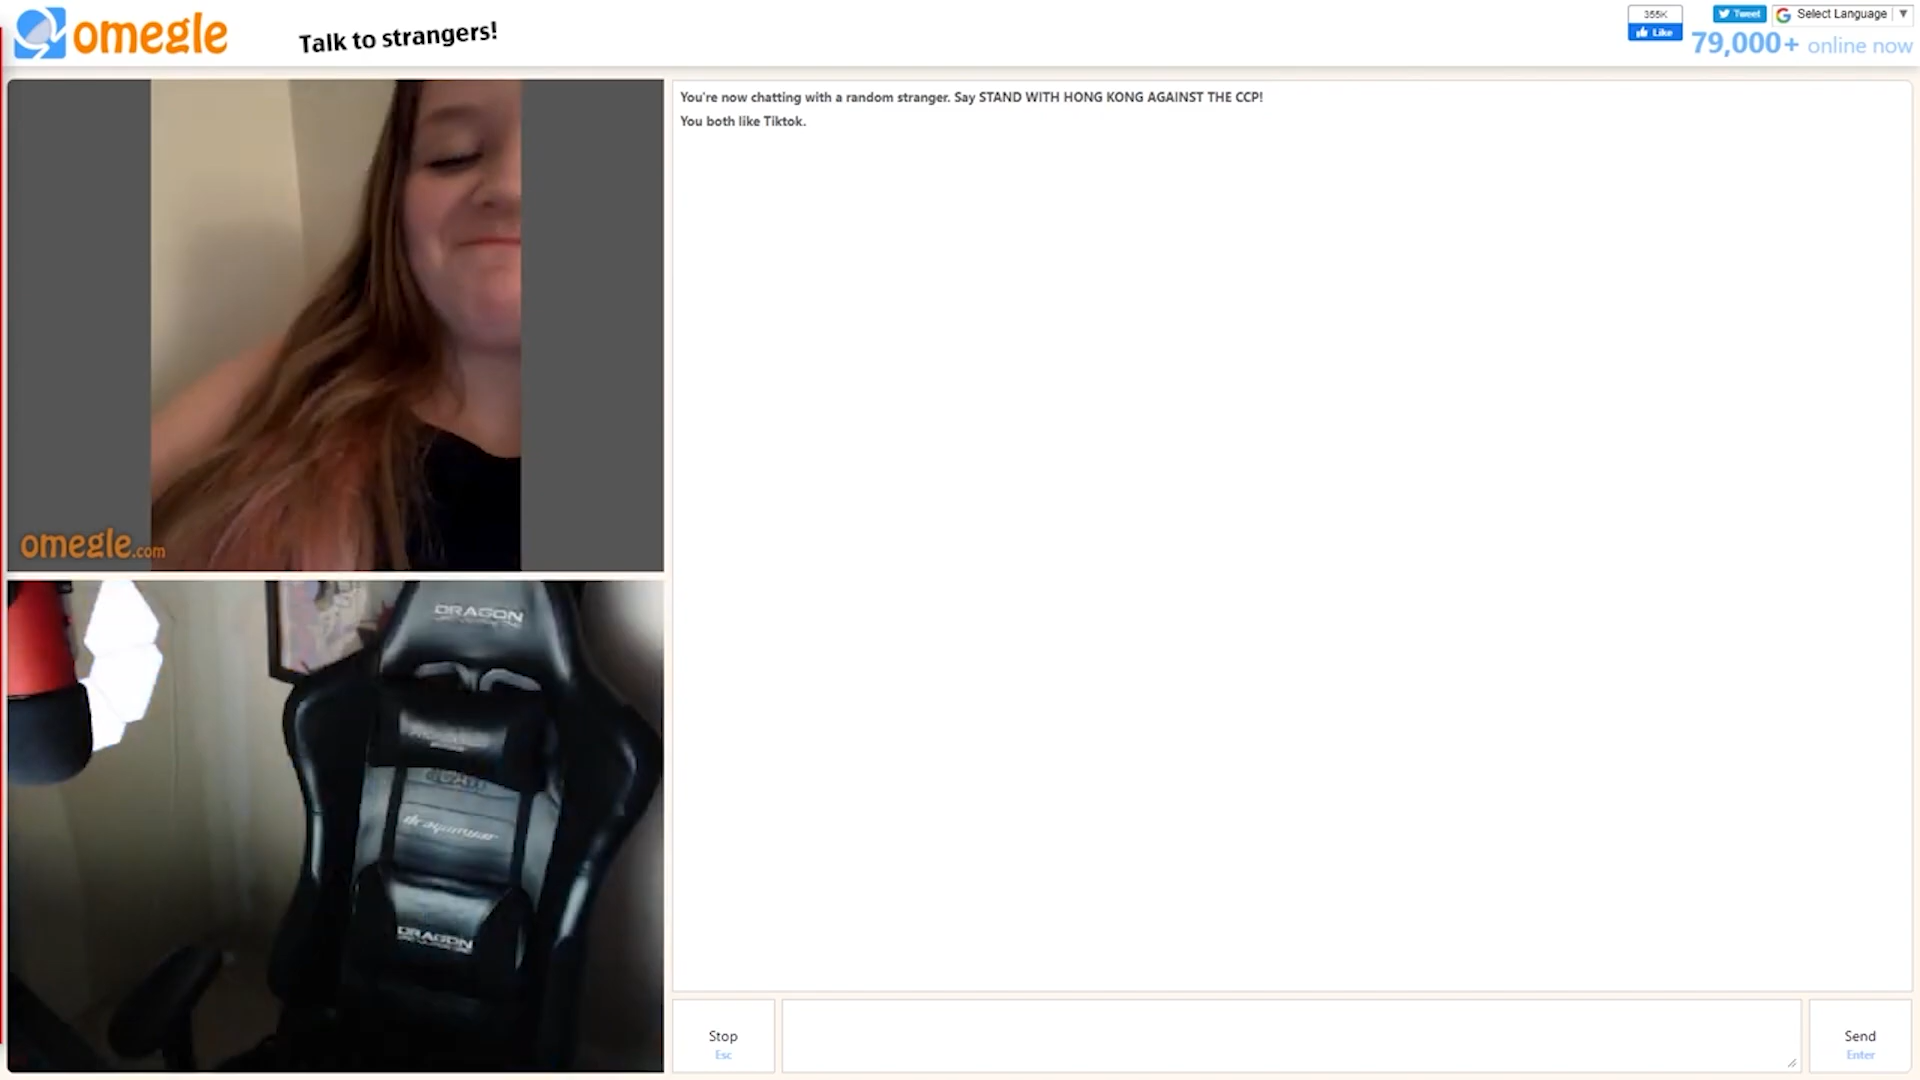 omegle
Talk to strangers!
355K
Like
Tweet
Select Language
79,000+ online now
You're now chatting with a random stranger. Say STAND WITH HONG KONG AGAINST THE CCP!
You both like Tiktok.
omegle.com
DRAGON
dragonwar
DRAGON
Stop
Esc
Send
Enter